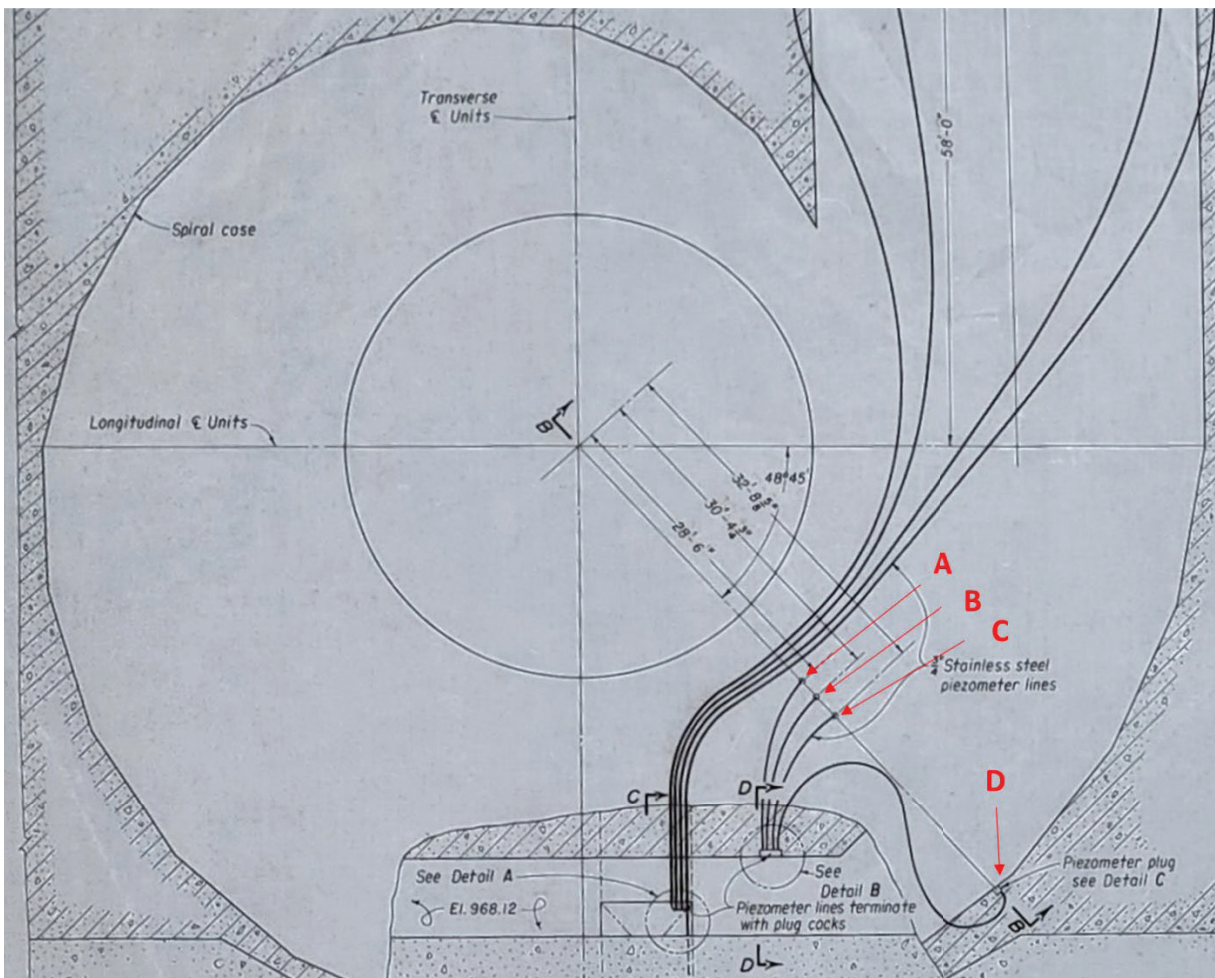 Transverse
℄ Units
58'-0"
Spiral case
B
Longitudinal ℄ Units
48°45'
32'-8⅝"
30'-4¾"
28'-6"
A
B
C
¾" Stainless steel
piezometer lines
C
D
D
See Detail A
See
Detail B
Piezometer plug
see Detail C
El. 968.12
Piezometer lines terminate
with plug cocks
B
D